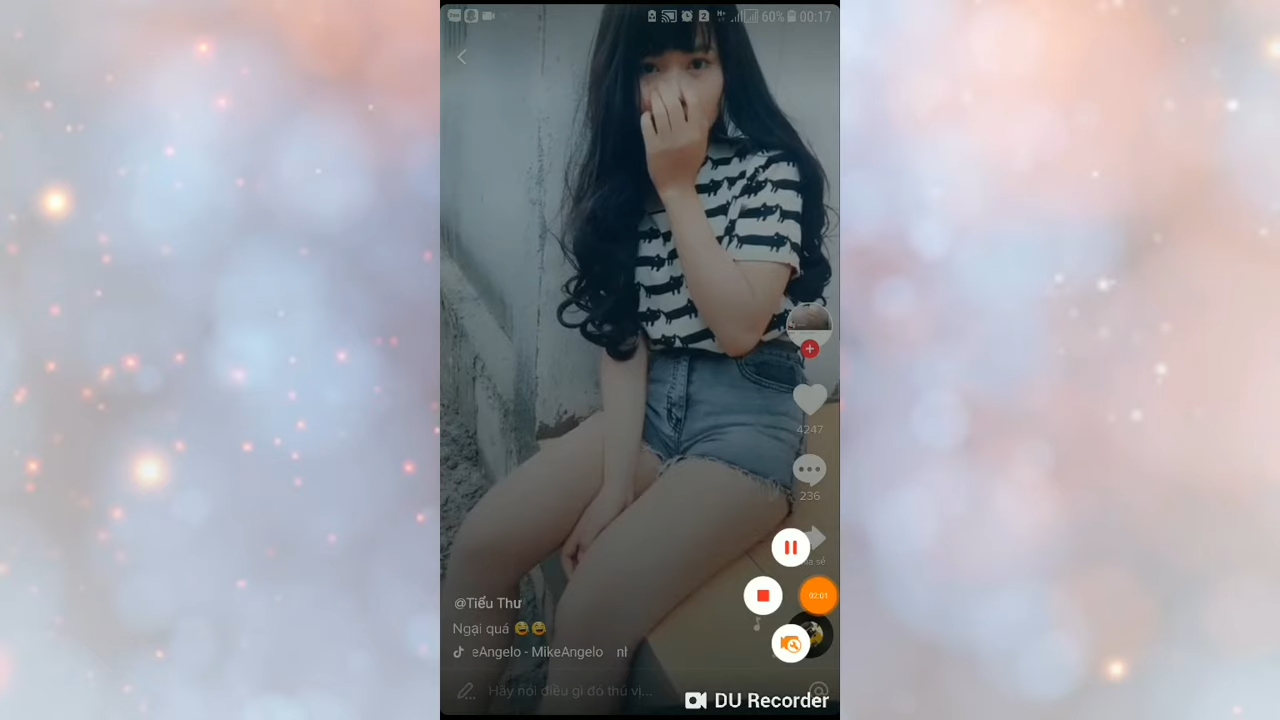 60% 00:17
4247
236
02:01
@Tiểu Thư
Ngại quá 😆😆
eAngelo - MikeAngelo nh
Hãy nói điều gì đó thú vị...
DU Recorder